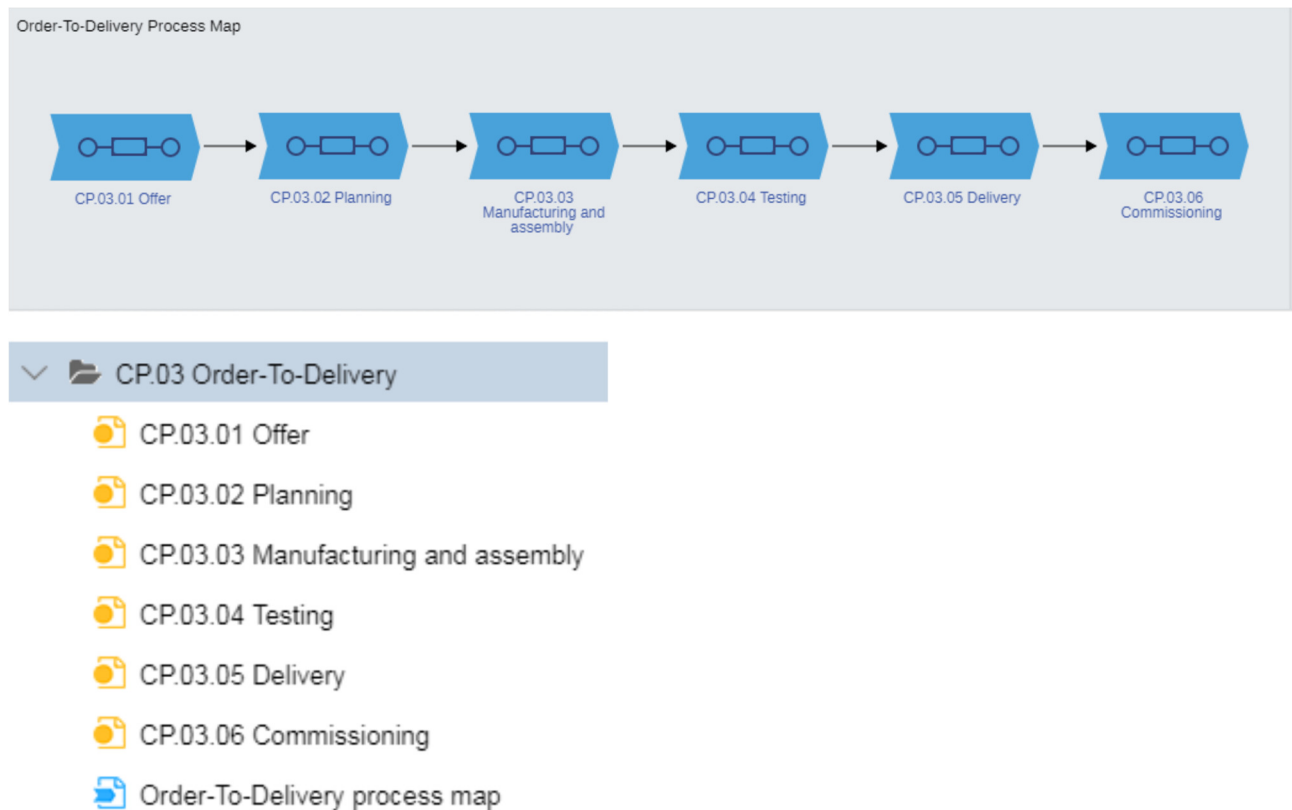 Order-To-Delivery Process Map
CP.03.01 Offer
CP.03.02 Planning
CP.03.03
Manufacturing and
assembly
CP.03.04 Testing
CP.03.05 Delivery
CP.03.06
Commissioning
CP.03 Order-To-Delivery
CP.03.01 Offer
CP.03.02 Planning
CP.03.03 Manufacturing and assembly
CP.03.04 Testing
CP.03.05 Delivery
CP.03.06 Commissioning
Order-To-Delivery process map